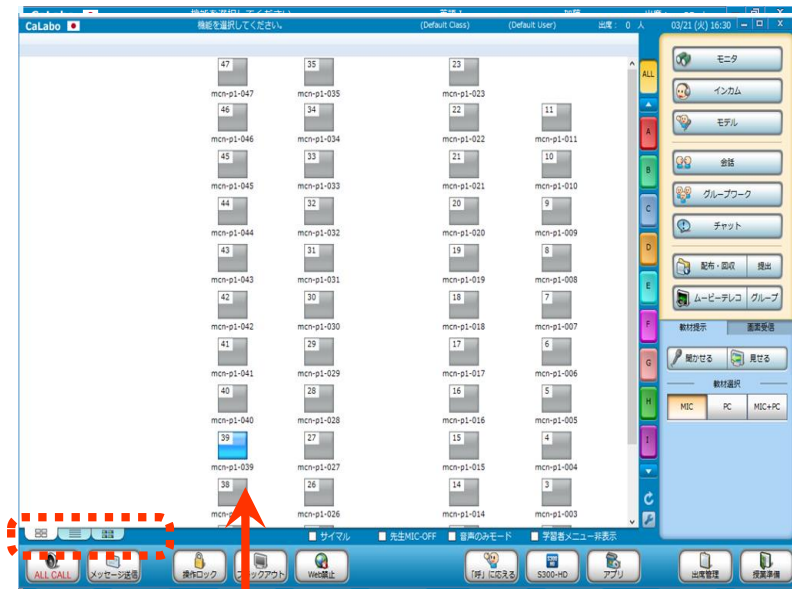 CaLabo 機能を選択してください。 (Default Class) (Default User) 出席： 0 人 03/21 (火) 16:30
47 35 23
mcn-p1-047 mcn-p1-035 mcn-p1-023
46 34 22 11
mcn-p1-046 mcn-p1-034 mcn-p1-022 mcn-p1-011
45 33 21 10
mcn-p1-045 mcn-p1-033 mcn-p1-021 mcn-p1-010
44 32 20 9
mcn-p1-044 mcn-p1-032 mcn-p1-020 mcn-p1-009
43 31 19 8
mcn-p1-043 mcn-p1-031 mcn-p1-019 mcn-p1-008
42 30 18 7
mcn-p1-042 mcn-p1-030 mcn-p1-018 mcn-p1-007
41 29 17 6
mcn-p1-041 mcn-p1-029 mcn-p1-017 mcn-p1-006
40 28 16 5
mcn-p1-040 mcn-p1-028 mcn-p1-016 mcn-p1-005
39 27 15 4
mcn-p1-039 mcn-p1-027 mcn-p1-015 mcn-p1-004
38 26 14 3
mcn-p1-026 mcn-p1-014 mcn-p1-003
ALL
A
B
C
D
E
F
G
H
I
モニタ
インカム
モデル
会話
グループワーク
チャット
配布・回収 提出
ムービーテレコ グループ
教材提示 画面受信
聞かせる 見せる
教材選択
MIC PC MIC+PC
サイマル 先生MIC-OFF 音声のみモード 学習者メニュー非表示
ALL CALL メッセージ送信 操作ロック ブラックアウト Web禁止 「呼」に応える S300-HD アプリ 出席管理 授業準備